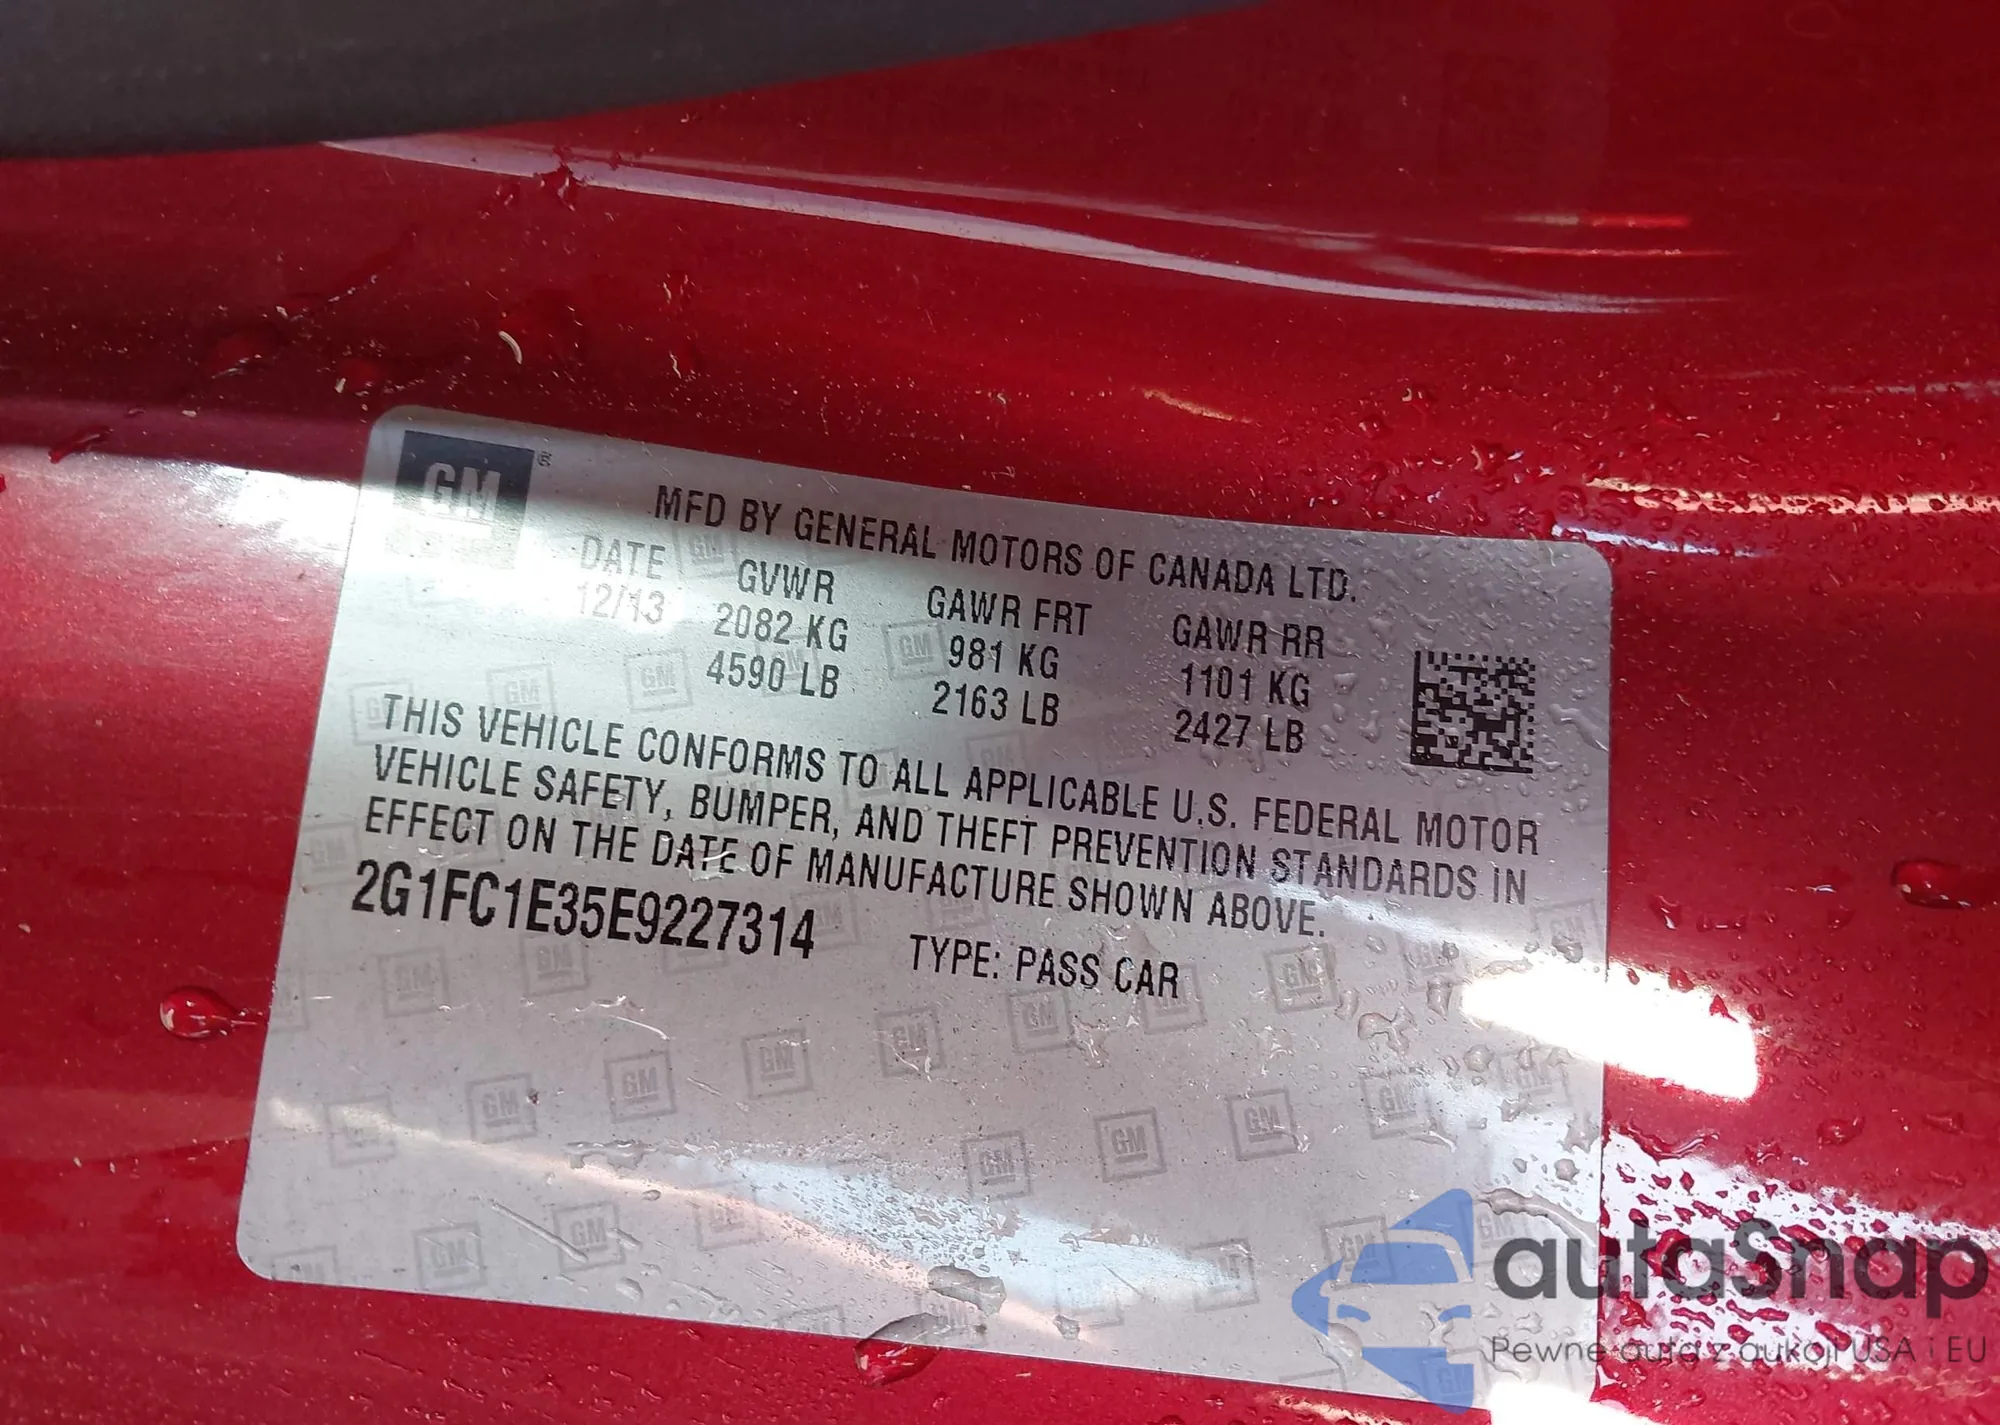 GM ®
MFD BY GENERAL MOTORS OF CANADA LTD.
DATE GVWR GAWR FRT GAWR RR
12/13 2082 KG 981 KG 1101 KG
4590 LB 2163 LB 2427 LB
THIS VEHICLE CONFORMS TO ALL APPLICABLE U.S. FEDERAL MOTOR
VEHICLE SAFETY, BUMPER, AND THEFT PREVENTION STANDARDS IN
EFFECT ON THE DATE OF MANUFACTURE SHOWN ABOVE.
2G1FC1E35E9227314 TYPE: PASS CAR
autaSnap
Pewne auta z aukcji USA i EU